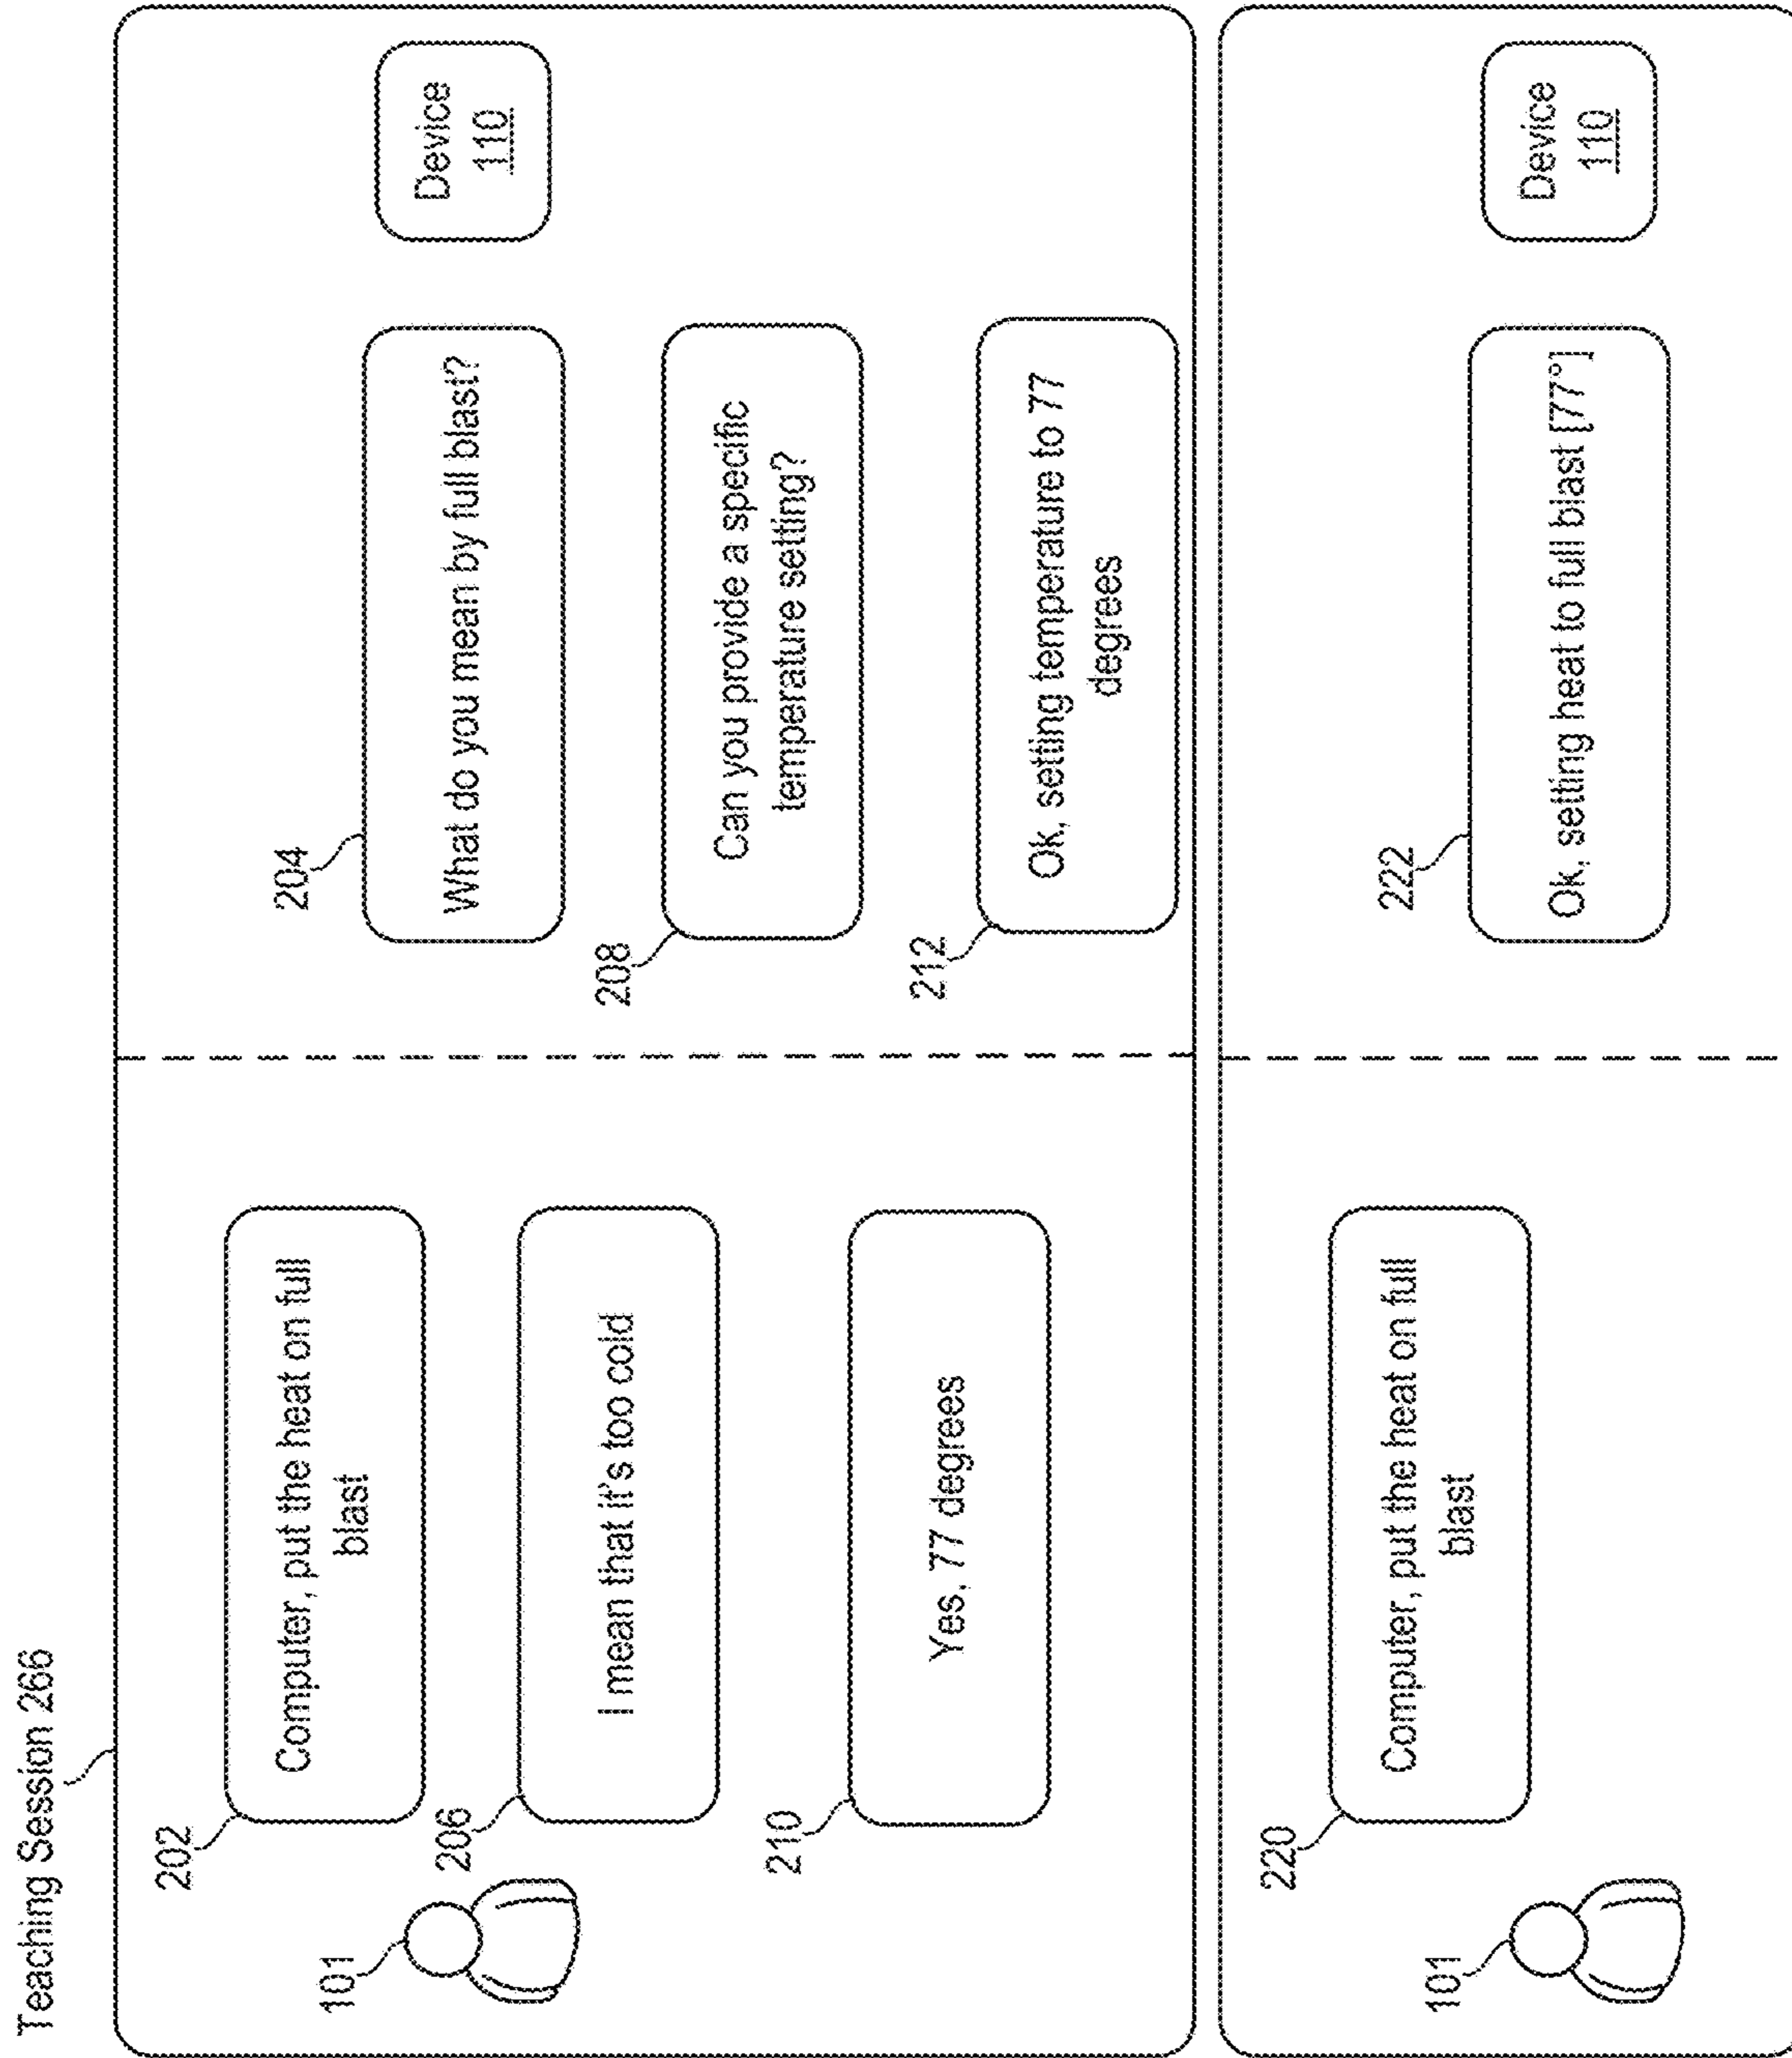 Teaching Session 266
101
202
Computer, put the heat on full
blast
204
What do you mean by full blast?
Device
110
206
I mean that it's too cold
208
Can you provide a specific
temperature setting?
210
Yes, 77 degrees
212
Ok, setting temperature to 77
degrees
101
220
Computer, put the heat on full
blast
222
Ok, setting heat to full blast [77°]
Device
110